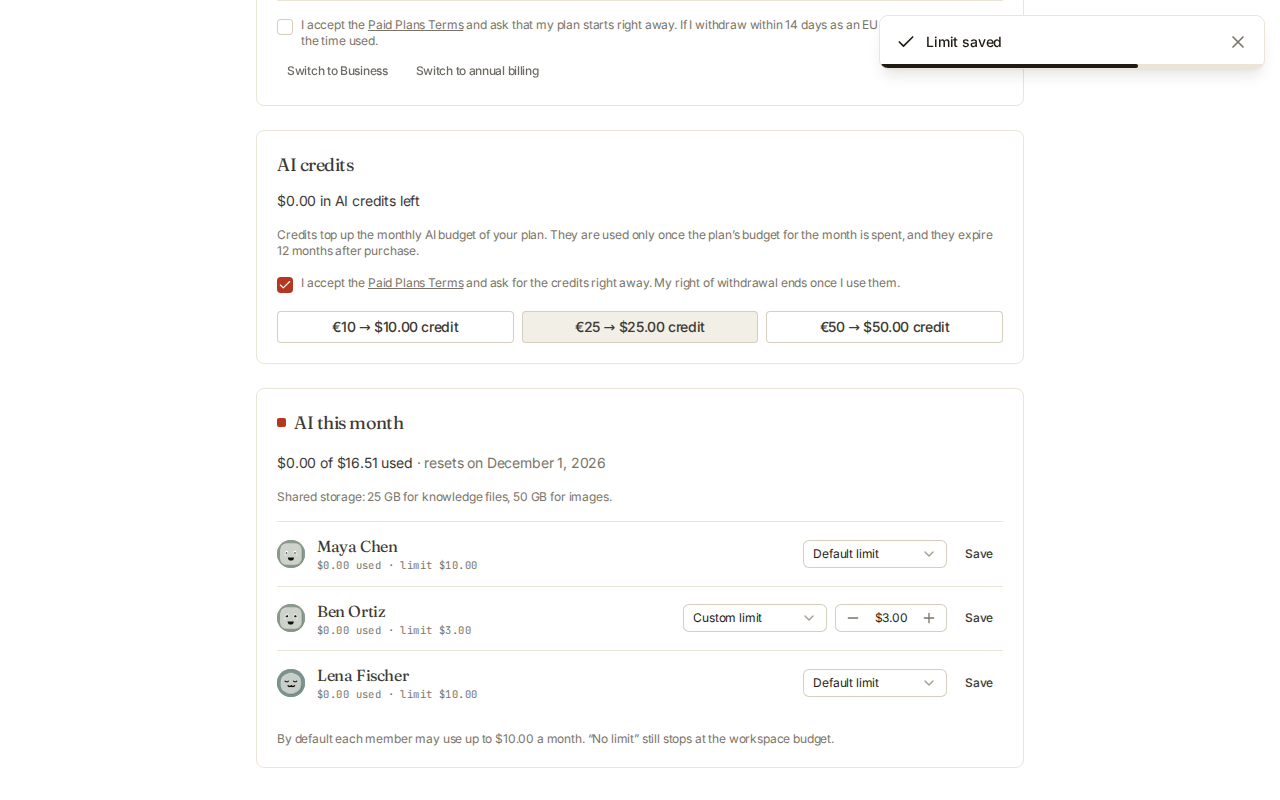 I accept the Paid Plans Terms and ask that my plan starts right away. If I withdraw within 14 days as an EU
the time used.
Limit saved
Switch to Business Switch to annual billing
AI credits
$0.00 in AI credits left
Credits top up the monthly AI budget of your plan. They are used only once the plan's budget for the month is spent, and they expire
12 months after purchase.
I accept the Paid Plans Terms and ask for the credits right away. My right of withdrawal ends once I use them.
€10 → $10.00 credit €25 → $25.00 credit €50 → $50.00 credit
AI this month
$0.00 of $16.51 used · resets on December 1, 2026
Shared storage: 25 GB for knowledge files, 50 GB for images.
Maya Chen
$0.00 used · limit $10.00
Default limit Save
Ben Ortiz
$0.00 used · limit $3.00
Custom limit − $3.00 + Save
Lena Fischer
$0.00 used · limit $10.00
Default limit Save
By default each member may use up to $10.00 a month. “No limit” still stops at the workspace budget.